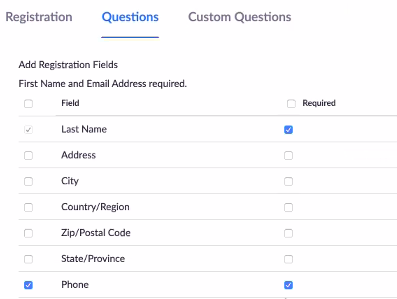 Registration Questions Custom Questions
Add Registration Fields
First Name and Email Address required.
Field Required
Last Name
Address
City
Country/Region
Zip/Postal Code
State/Province
Phone